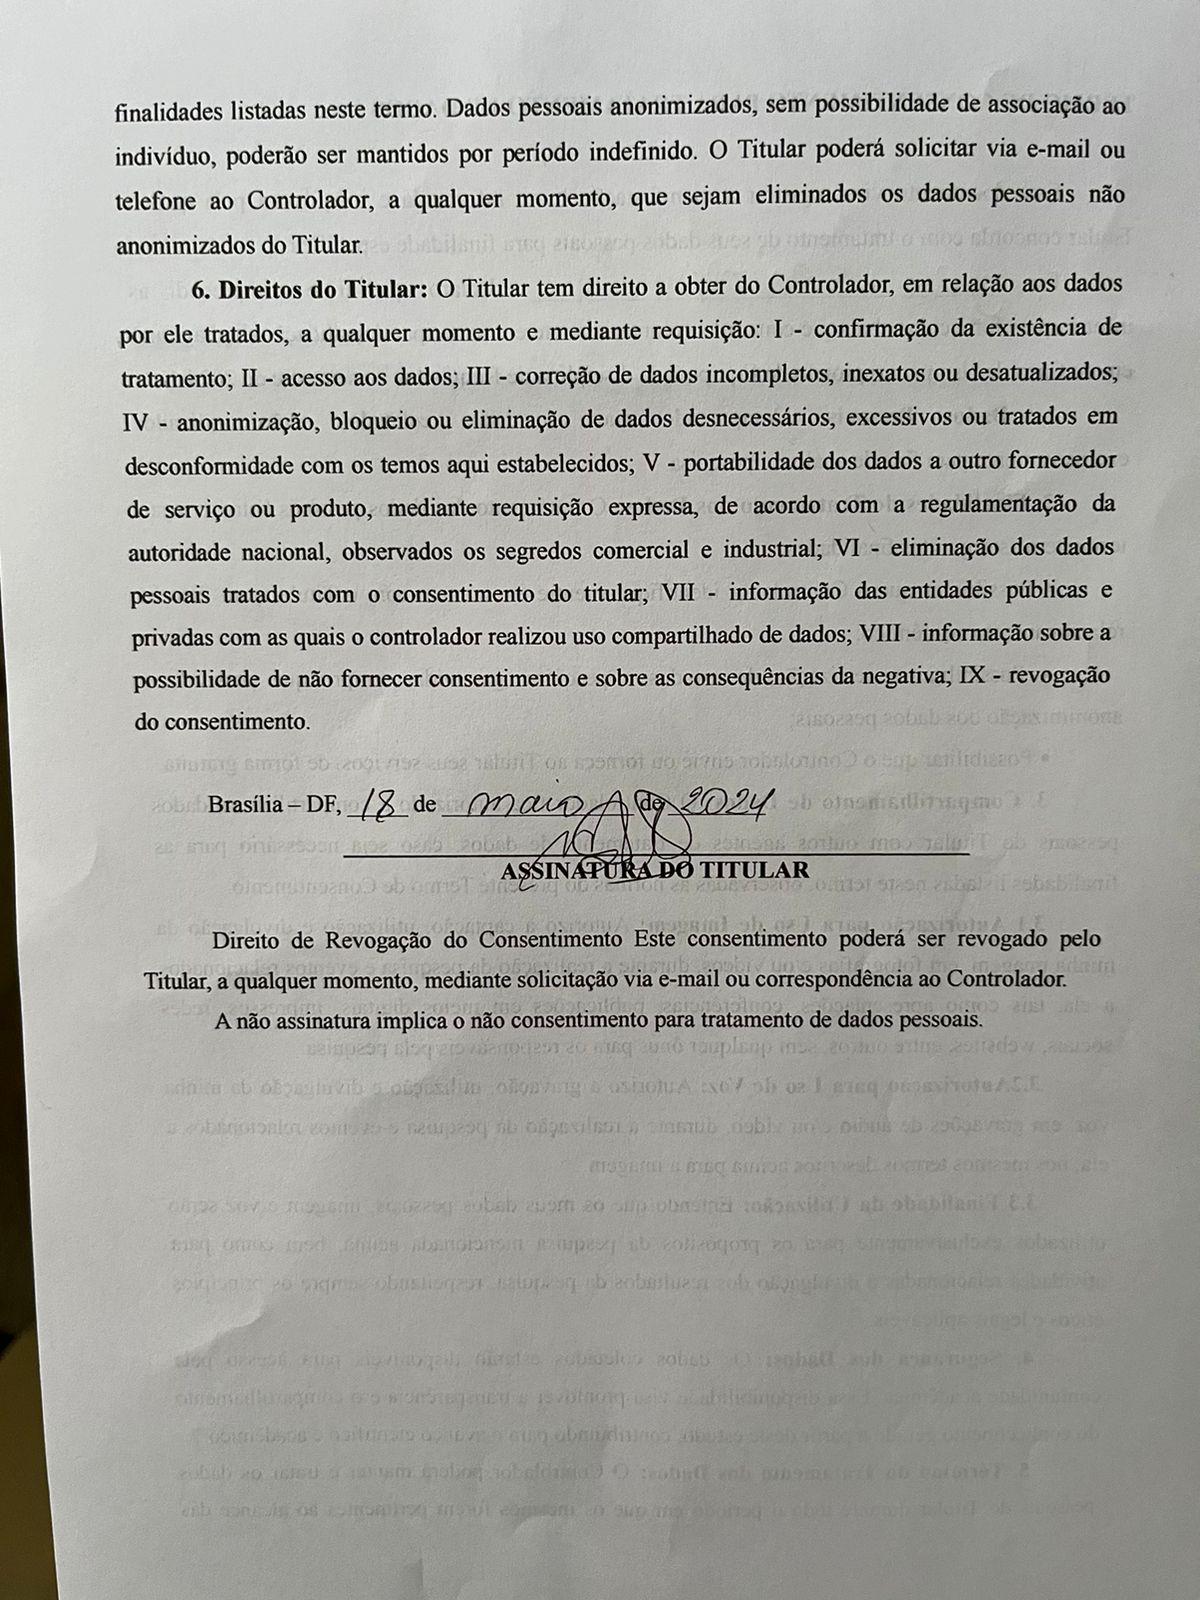 finalidades listadas neste termo. Dados pessoais anonimizados, sem possibilidade de associação ao
indivíduo, poderão ser mantidos por período indefinido. O Titular poderá solicitar via e-mail ou
telefone ao Controlador, a qualquer momento, que sejam eliminados os dados pessoais não
anonimizados do Titular.
6. Direitos do Titular: O Titular tem direito a obter do Controlador, em relação aos dados
por ele tratados, a qualquer momento e mediante requisição: I - confirmação da existência de
tratamento; II - acesso aos dados; III - correção de dados incompletos, inexatos ou desatualizados;
IV - anonimização, bloqueio ou eliminação de dados desnecessários, excessivos ou tratados em
desconformidade com os temos aqui estabelecidos; V - portabilidade dos dados a outro fornecedor
de serviço ou produto, mediante requisição expressa, de acordo com a regulamentação da
autoridade nacional, observados os segredos comercial e industrial; VI - eliminação dos dados
pessoais tratados com o consentimento do titular; VII - informação das entidades públicas e
privadas com as quais o controlador realizou uso compartilhado de dados; VIII - informação sobre a
possibilidade de não fornecer consentimento e sobre as consequências da negativa; IX - revogação
do consentimento.
Brasília – DF, 18 de maio de 2024
ASSINATURA DO TITULAR
Direito de Revogação do Consentimento Este consentimento poderá ser revogado pelo
Titular, a qualquer momento, mediante solicitação via e-mail ou correspondência ao Controlador.
A não assinatura implica o não consentimento para tratamento de dados pessoais.